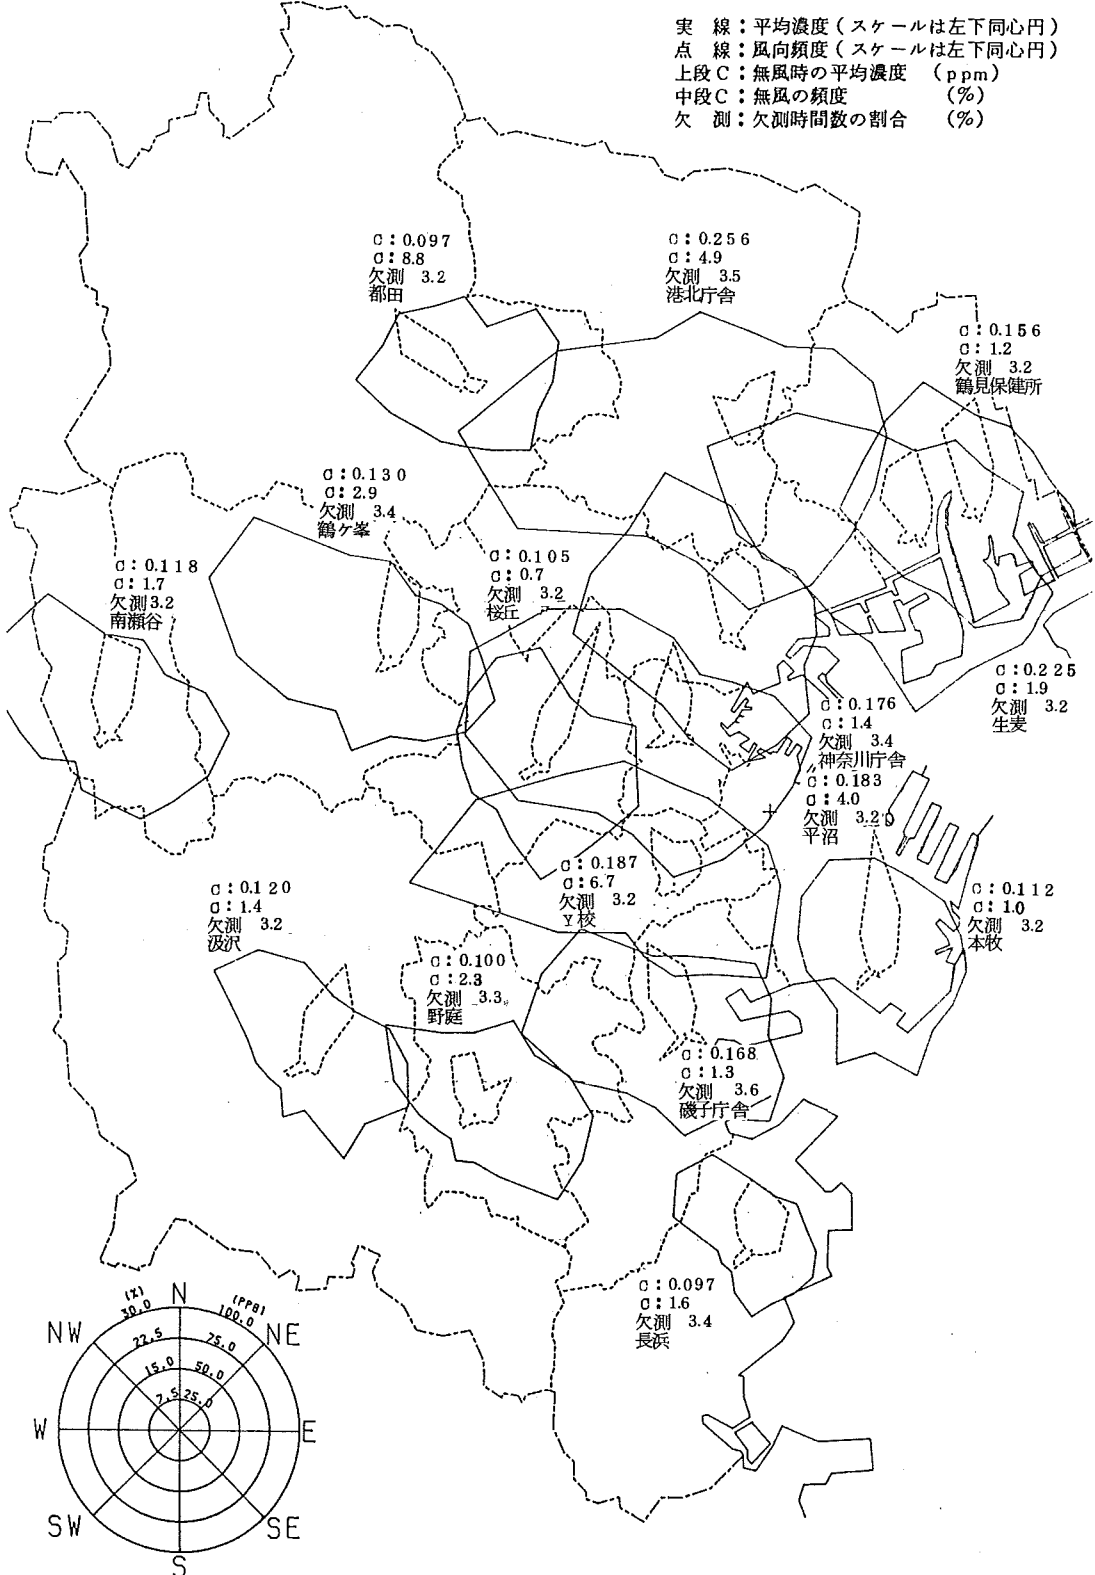 実　線：平均濃度（スケールは左下同心円）
点　線：風向頻度（スケールは左下同心円）
上段C：無風時の平均濃度　（ppm）
中段C：無風の頻度　（%）
欠　測：欠測時間数の割合　（%）
C：0.097
C：8.8
欠測　3.2
都田
C：0.256
C：4.9
欠測　3.5
港北庁舎
C：0.156
C：1.2
欠測　3.2
鶴見保健所
C：0.130
C：2.9
欠測　3.4
鶴ケ峯
C：0.118
C：1.7
欠測 3.2
南瀬谷
C：0.105
C：0.7
欠測　3.2
桜丘
C：0.225
C：1.9
欠測　3.2
生麦
C：0.176
C：1.4
欠測　3.4
神奈川庁舎
C：0.183
C：4.0
欠測　3.2
平沼
C：0.187
C：6.7
欠測　3.2
Y校
C：0.120
C：1.4
欠測　3.2
汲沢
C：0.112
C：1.0
欠測　3.2
本牧
C：0.100
C：2.3
欠測　3.3
野庭
C：0.168
C：1.3
欠測　3.6
磯子庁舎
C：0.097
C：1.6
欠測　3.4
長浜
(%)
30.0
N
(PPB)
100.0
NW
22.5
75.0
NE
15.0
50.0
7.5
25.0
W
E
SW
SE
S